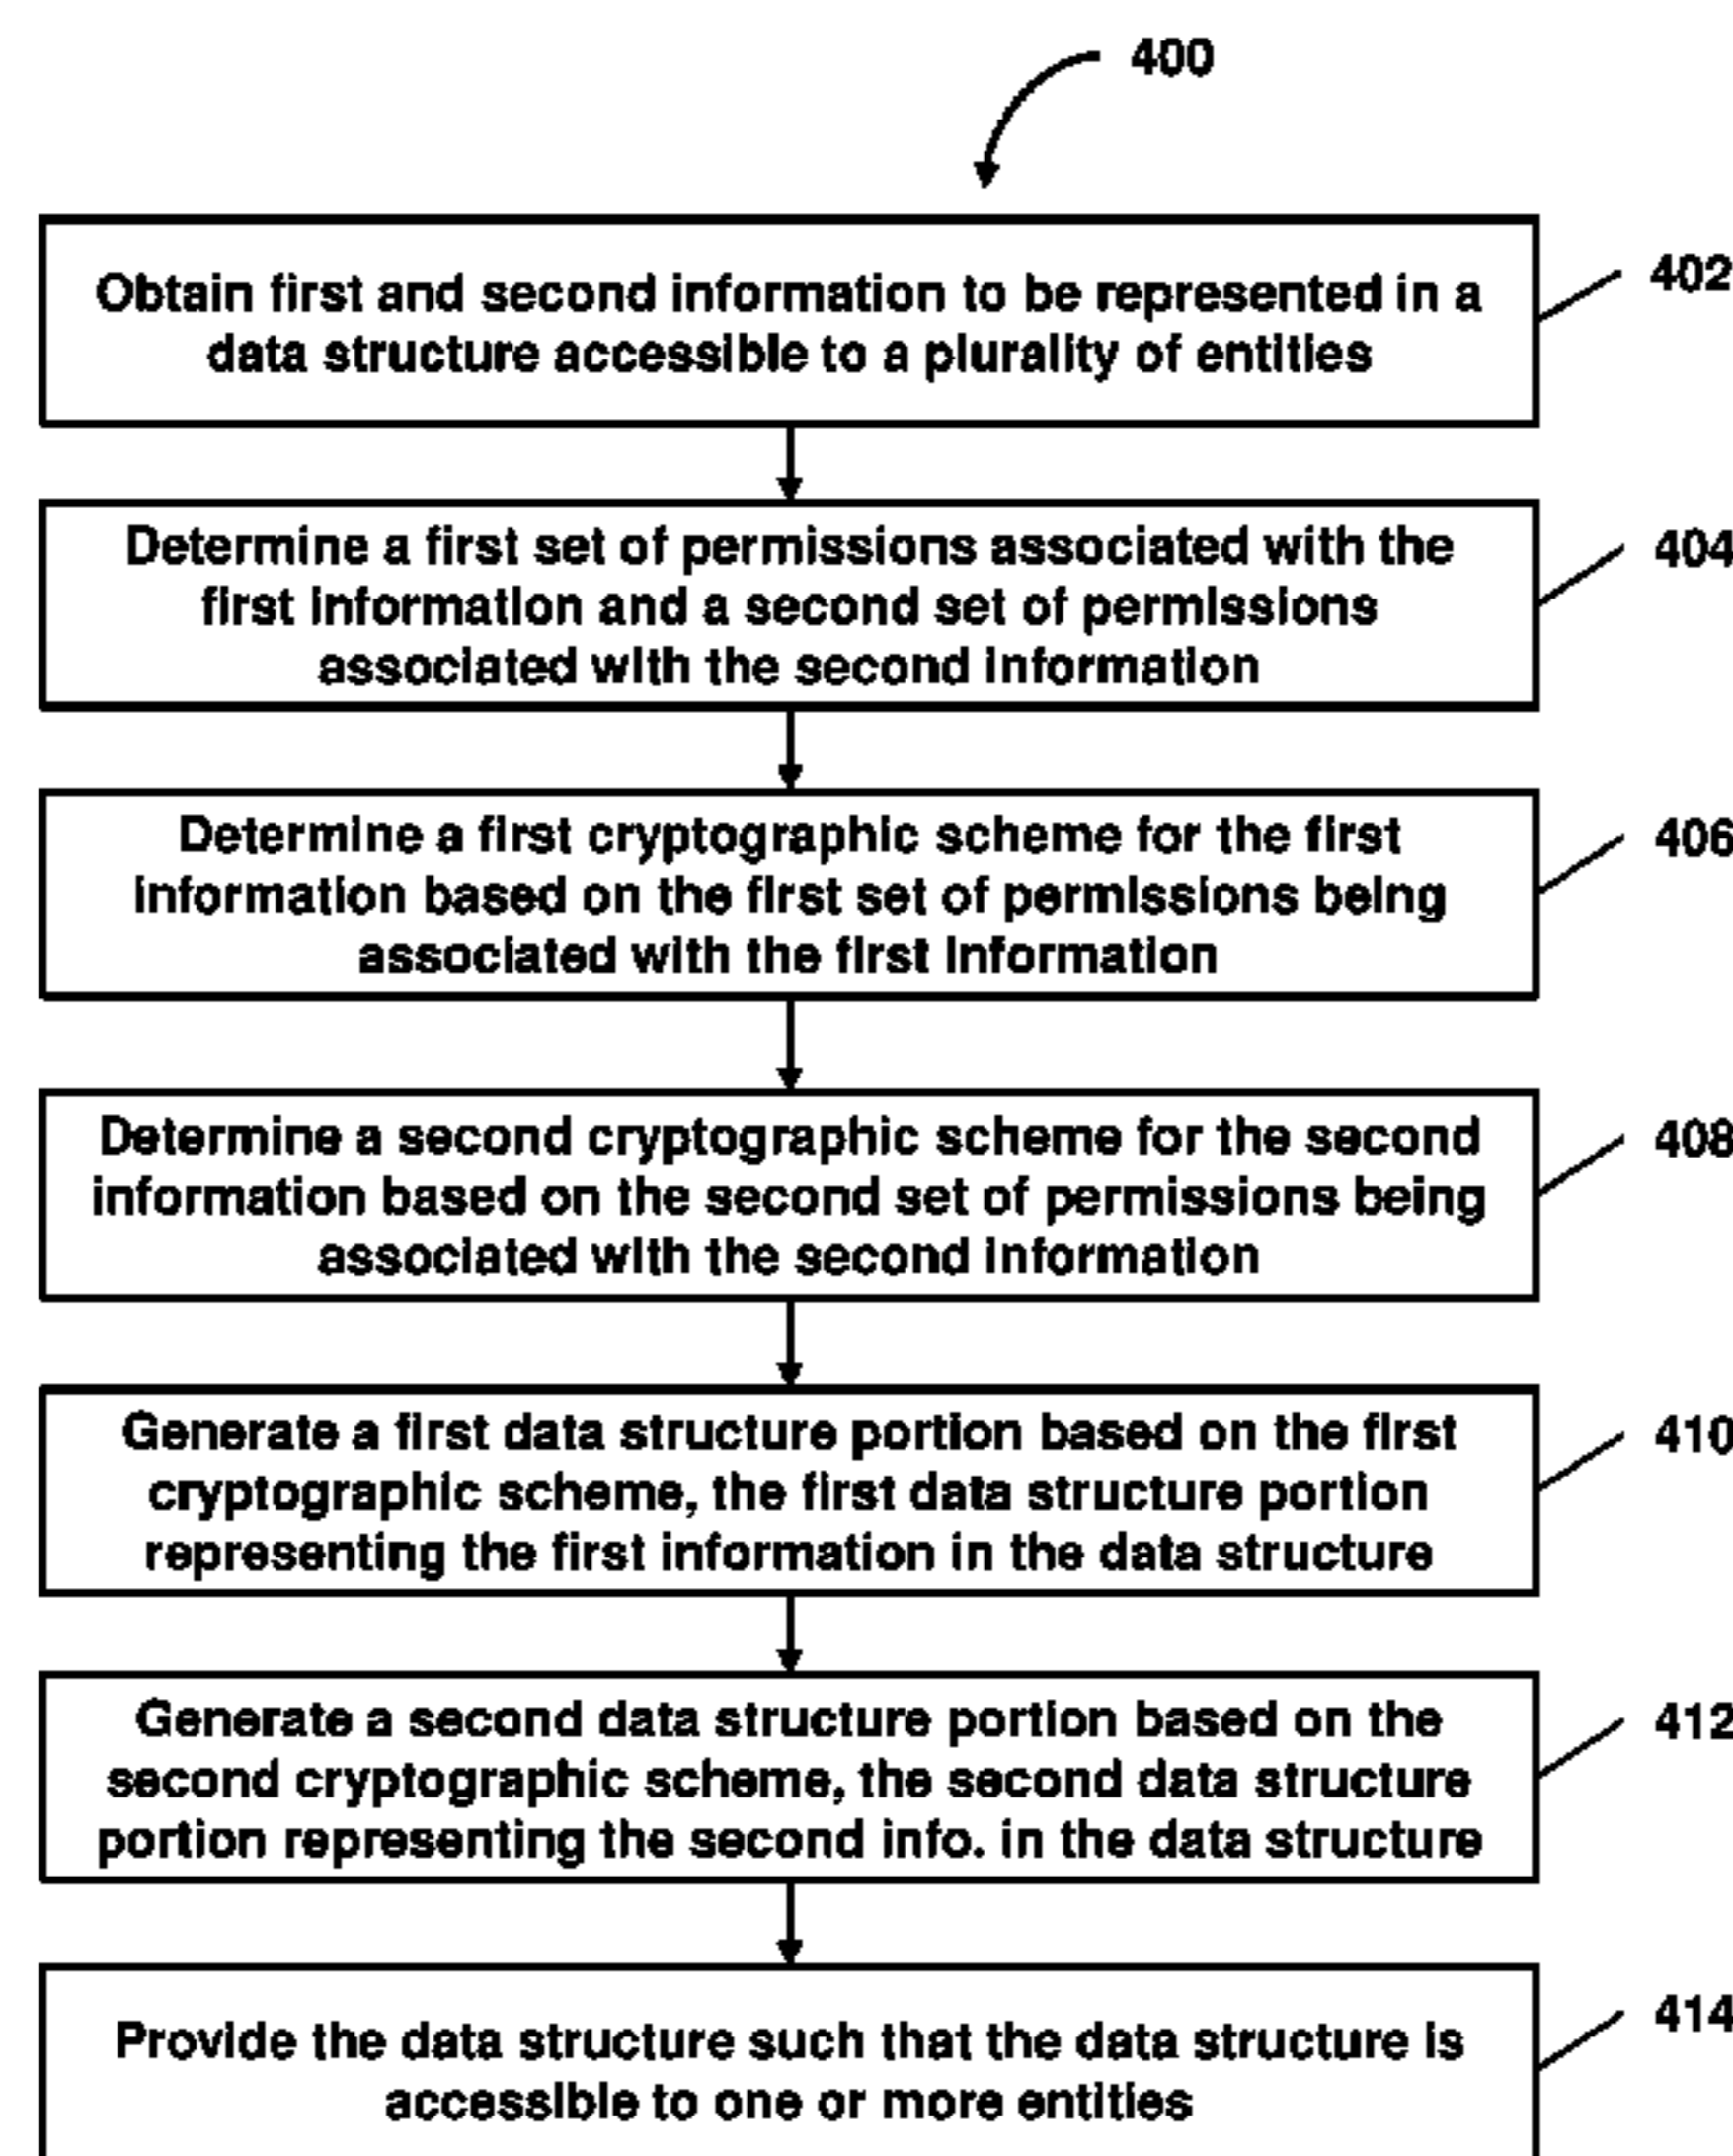 400
Obtain first and second information to be represented in a
data structure accessible to a plurality of entities
402
Determine a first set of permissions associated with the
first information and a second set of permissions
associated with the second information
404
Determine a first cryptographic scheme for the first
information based on the first set of permissions being
associated with the first information
406
Determine a second cryptographic scheme for the second
information based on the second set of permissions being
associated with the second information
408
Generate a first data structure portion based on the first
cryptographic scheme, the first data structure portion
representing the first information in the data structure
410
Generate a second data structure portion based on the
second cryptographic scheme, the second data structure
portion representing the second info. in the data structure
412
Provide the data structure such that the data structure is
accessible to one or more entities
414